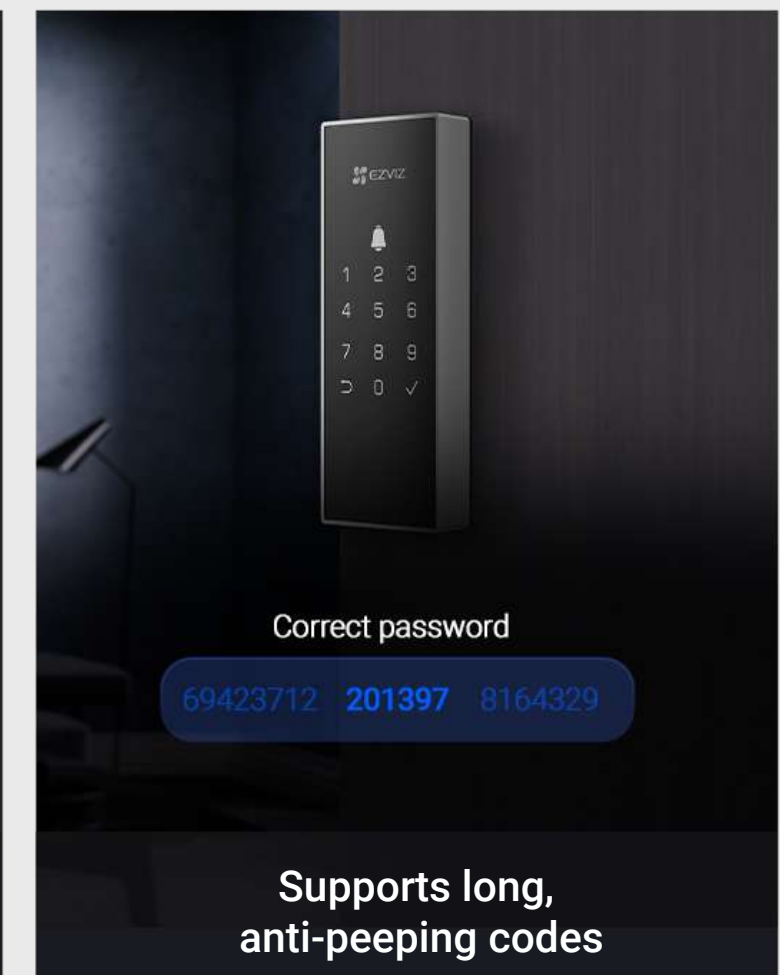 EZVIZ
1 2 3
4 5 6
7 8 9
0
Correct password
69423712 201397 8164329
Supports long,
anti-peeping codes